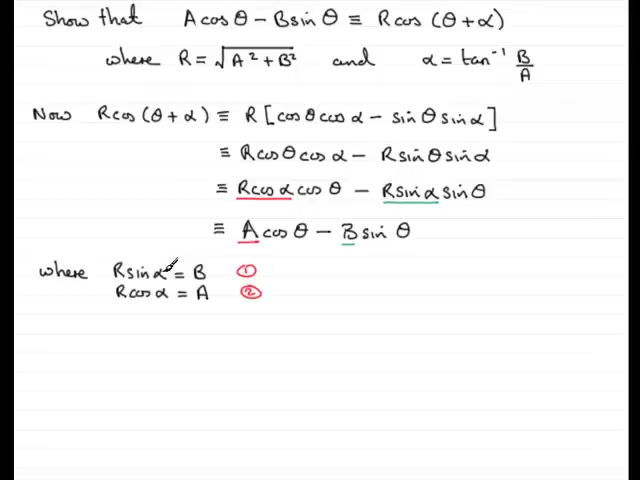 Show that A cos θ − B sin θ ≡ R cos (θ + α)
where R = √(A² + B²) and α = tan⁻¹ B/A
Now R cos (θ + α) ≡ R [cos θ cos α − sin θ sin α]
≡ R cos θ cos α − R sin θ sin α
≡ R cos α cos θ − R sin α sin θ
≡ A cos θ − B sin θ
where R sin α = B ①
R cos α = A ②